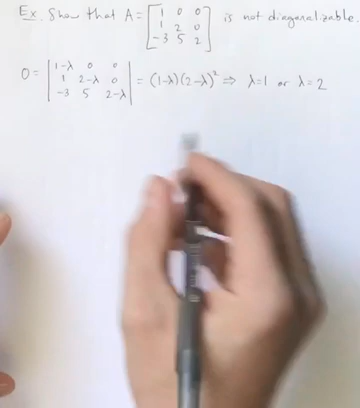 Ex. Show that A = [1 0 0; 1 2 0; -3 5 2] is not diagonalizable.
0 = |1-λ 0 0; 1 2-λ 0; -3 5 2-λ| = (1-λ)(2-λ)² ⇒ λ=1 or λ=2